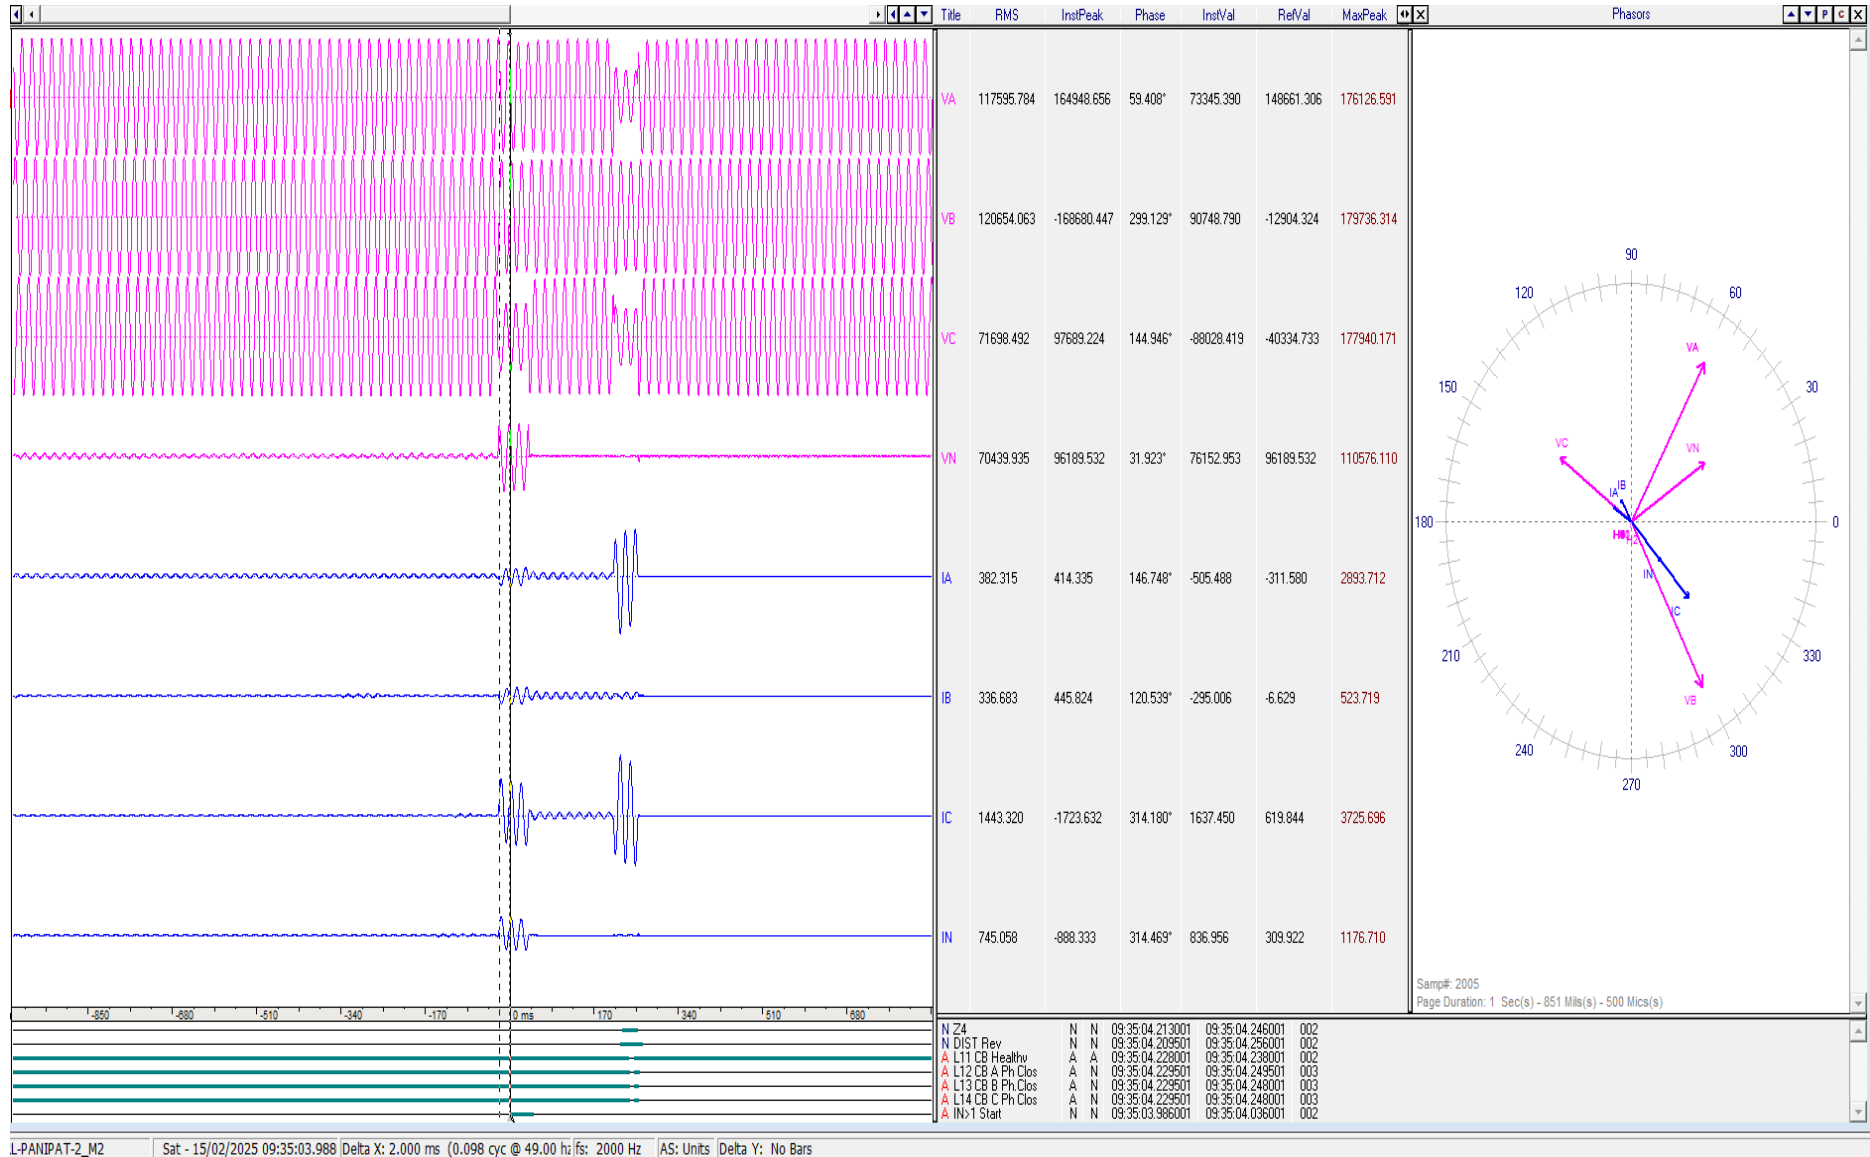 Title RMS InstPeak Phase InstVal RefVal MaxPeak
VA 117595.784 164948.656 59.408° 73345.390 148661.306 176126.591
VB 120654.063 -168680.447 299.129° 90748.790 -12904.324 179736.314
VC 71698.492 97689.224 144.946° -88028.419 -40334.733 177940.171
VN 70439.935 96189.532 31.923° 76152.953 96189.532 110576.110
IA 382.315 414.335 146.748° -505.488 -311.580 2893.712
IB 336.683 445.824 120.539° -295.006 -6.629 523.719
IC 1443.320 -1723.632 314.180° 1637.450 619.844 3725.696
IN 745.058 -888.333 314.469° 836.956 309.922 1176.710
-850 -680 -510 -340 -170 0 ms 170 340 510 680
N Z4 N N 09:35:04.213001 09:35:04.246001 002
N DIST Rev N N 09:35:04.209501 09:35:04.256001 002
A L11 CB Healthy A A 09:35:04.228001 09:35:04.238001 002
A L12 CB A Ph Clos A N 09:35:04.229501 09:35:04.249501 003
A L13 CB B Ph.Clos A N 09:35:04.229501 09:35:04.248001 003
A L14 CB C Ph Clos A N 09:35:04.229501 09:35:04.248001 003
A IN>1 Start N N 09:35:03.986001 09:35:04.036001 002
Phasors
P C X
90
120 60
VA
150 30
VC VN
IB
IA
180 0
H2
IN
IC
210 330
VB
240 300
270
Samp#: 2005
Page Duration: 1 Sec(s) - 851 Mils(s) - 500 Mics(s)
L-PANIPAT-2_M2 Sat - 15/02/2025 09:35:03.988 Delta X: 2.000 ms (0.098 cyc @ 49.00 hz fs: 2000 Hz AS: Units Delta Y: No Bars